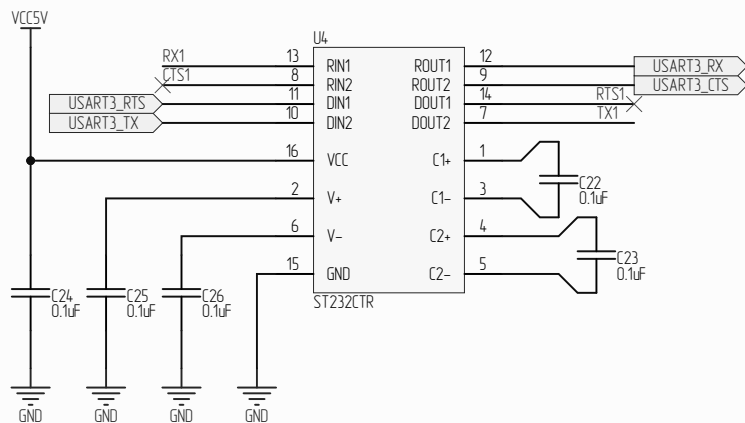 VCC5V
U4
RX1 13 RIN1 ROUT1 12 USART3_RX
CTS1 8 RIN2 ROUT2 9 USART3_CTS
USART3_RTS 11 DIN1 DOUT1 14 RTS1
USART3_TX 10 DIN2 DOUT2 7 TX1
16 VCC C1+ 1
C22
0.1uF
2 V+ C1- 3
6 V- C2+ 4
C23
0.1uF
15 GND C2- 5
C24 C25 C26
0.1uF 0.1uF 0.1uF
ST232CTR
GND GND GND GND